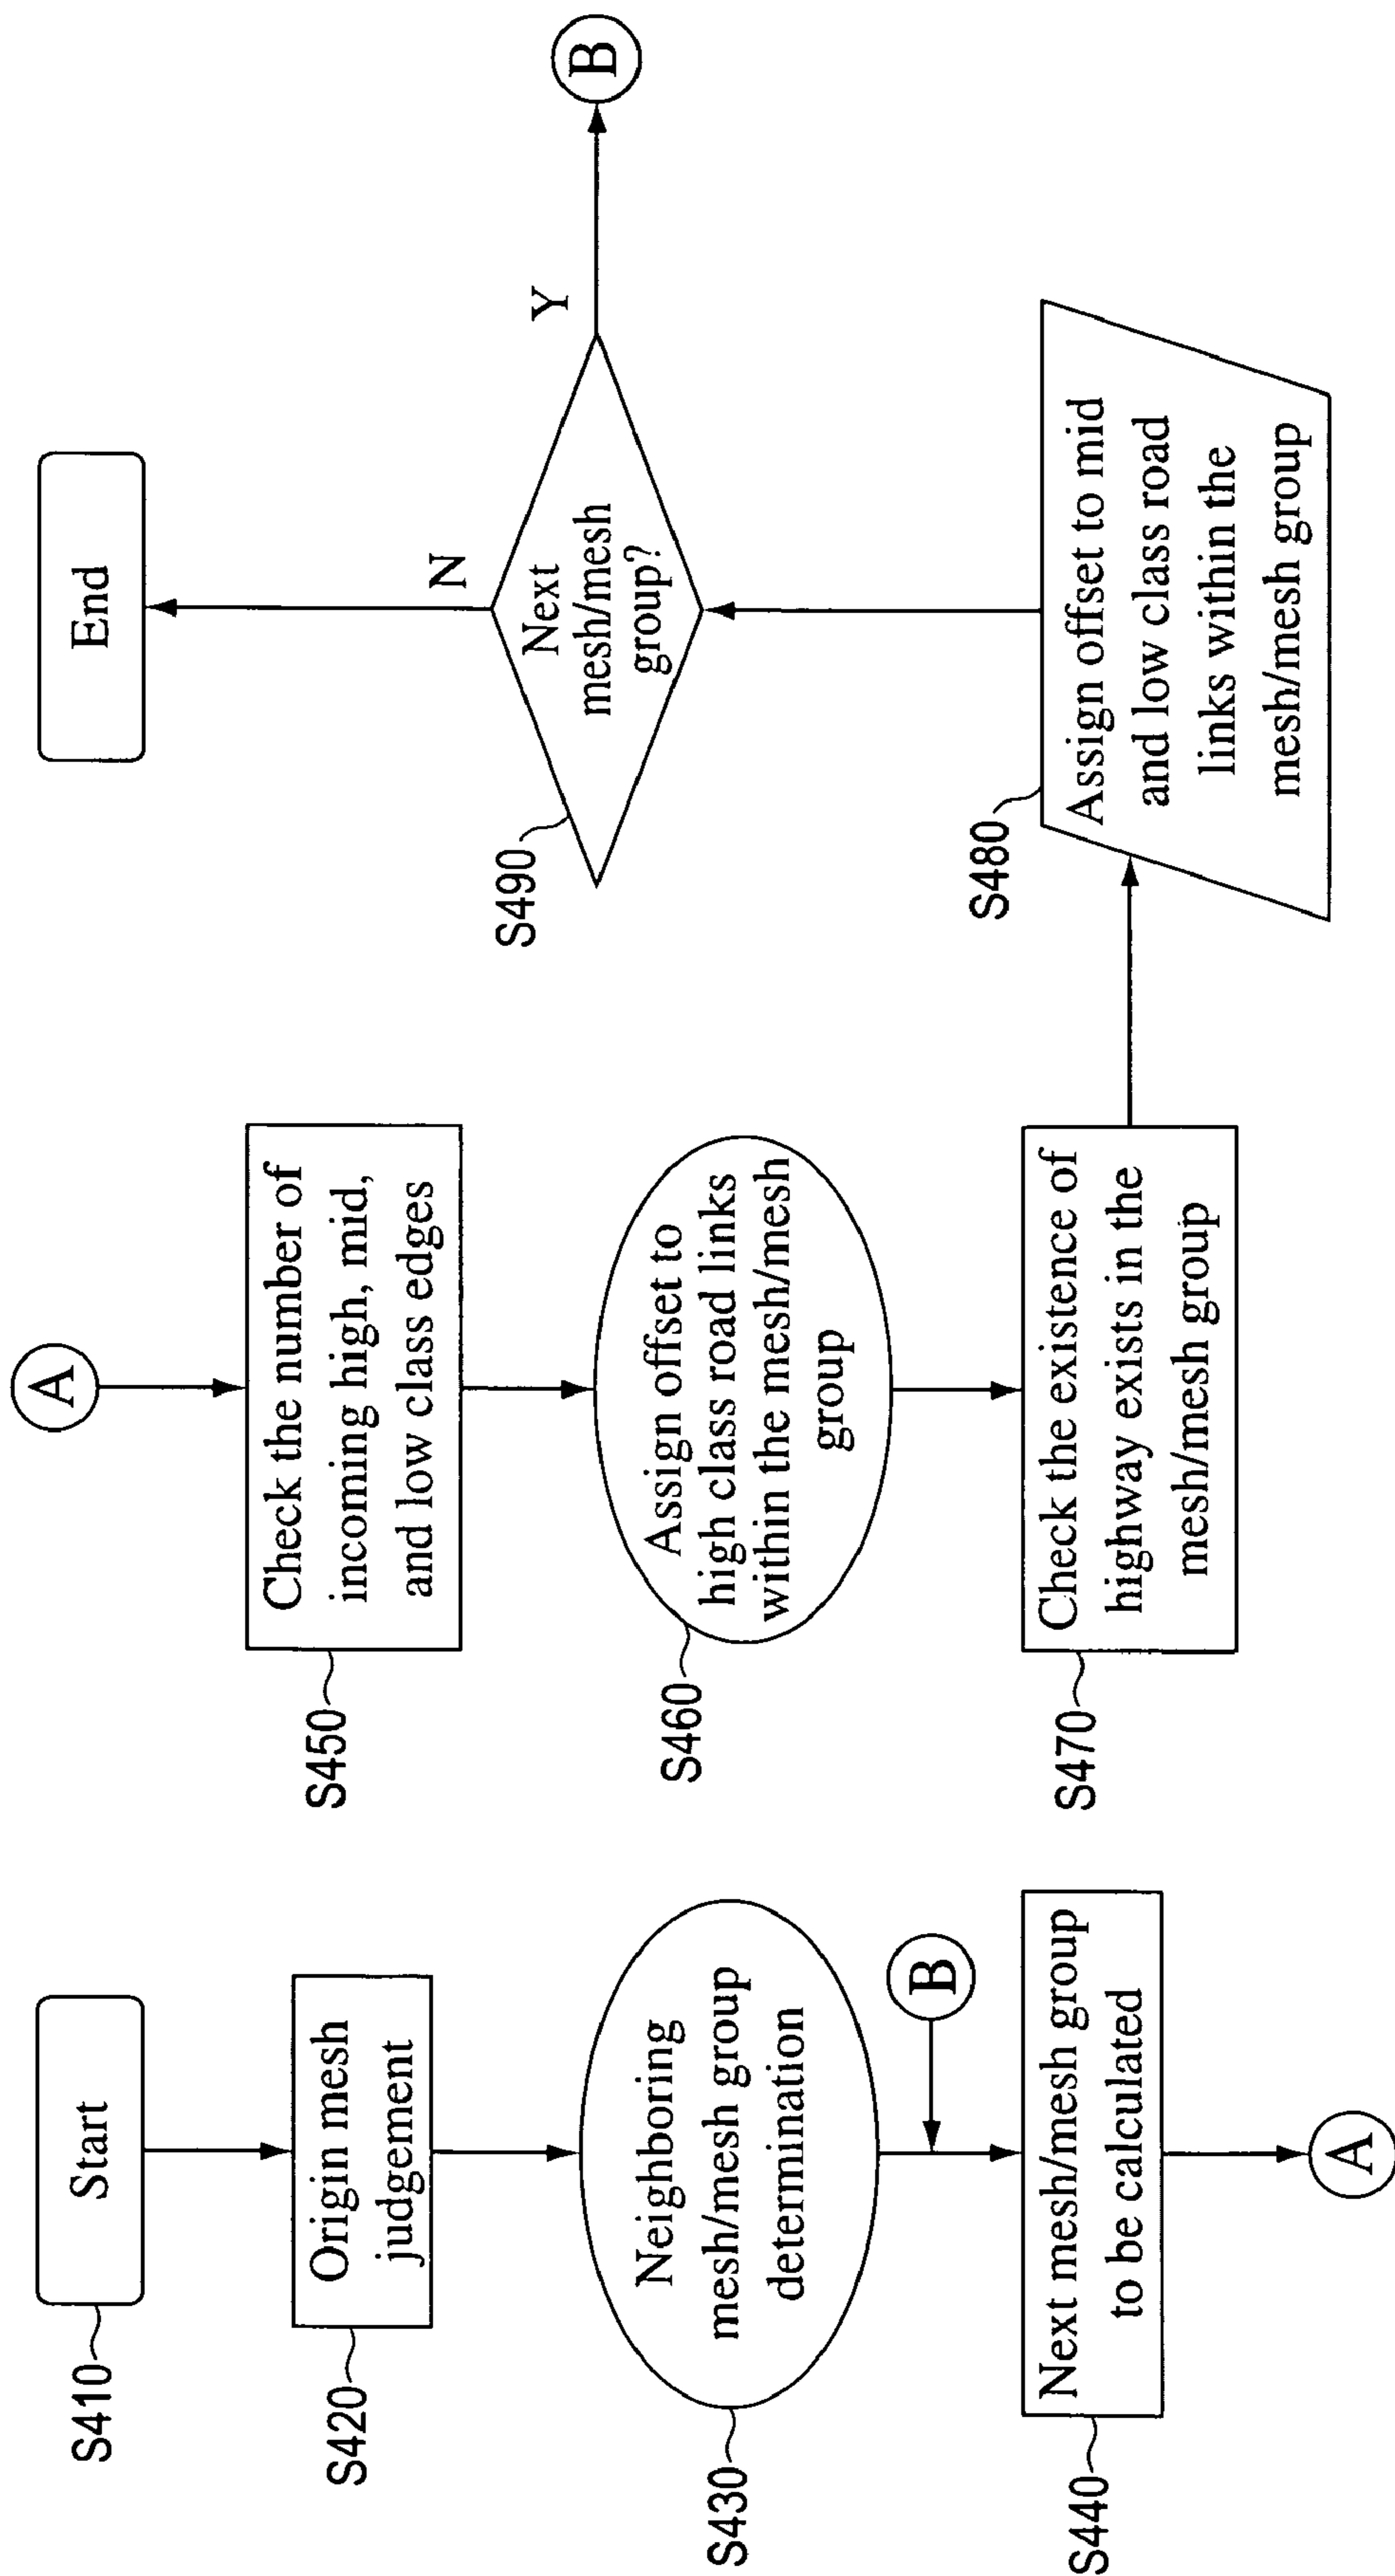 S410
Start
S420
Origin mesh
judgement
S430
Neighboring
mesh/mesh group
determination
B
S440
Next mesh/mesh group
to be calculated
A
A
S450
Check the number of
incoming high, mid,
and low class edges
S460
Assign offset to
high class road links
within the mesh/mesh
group
S470
Check the existence of
highway exists in the
mesh/mesh group
End
N
S490
Next
mesh/mesh
group?
Y
B
S480
Assign offset to mid
and low class road
links within the
mesh/mesh group